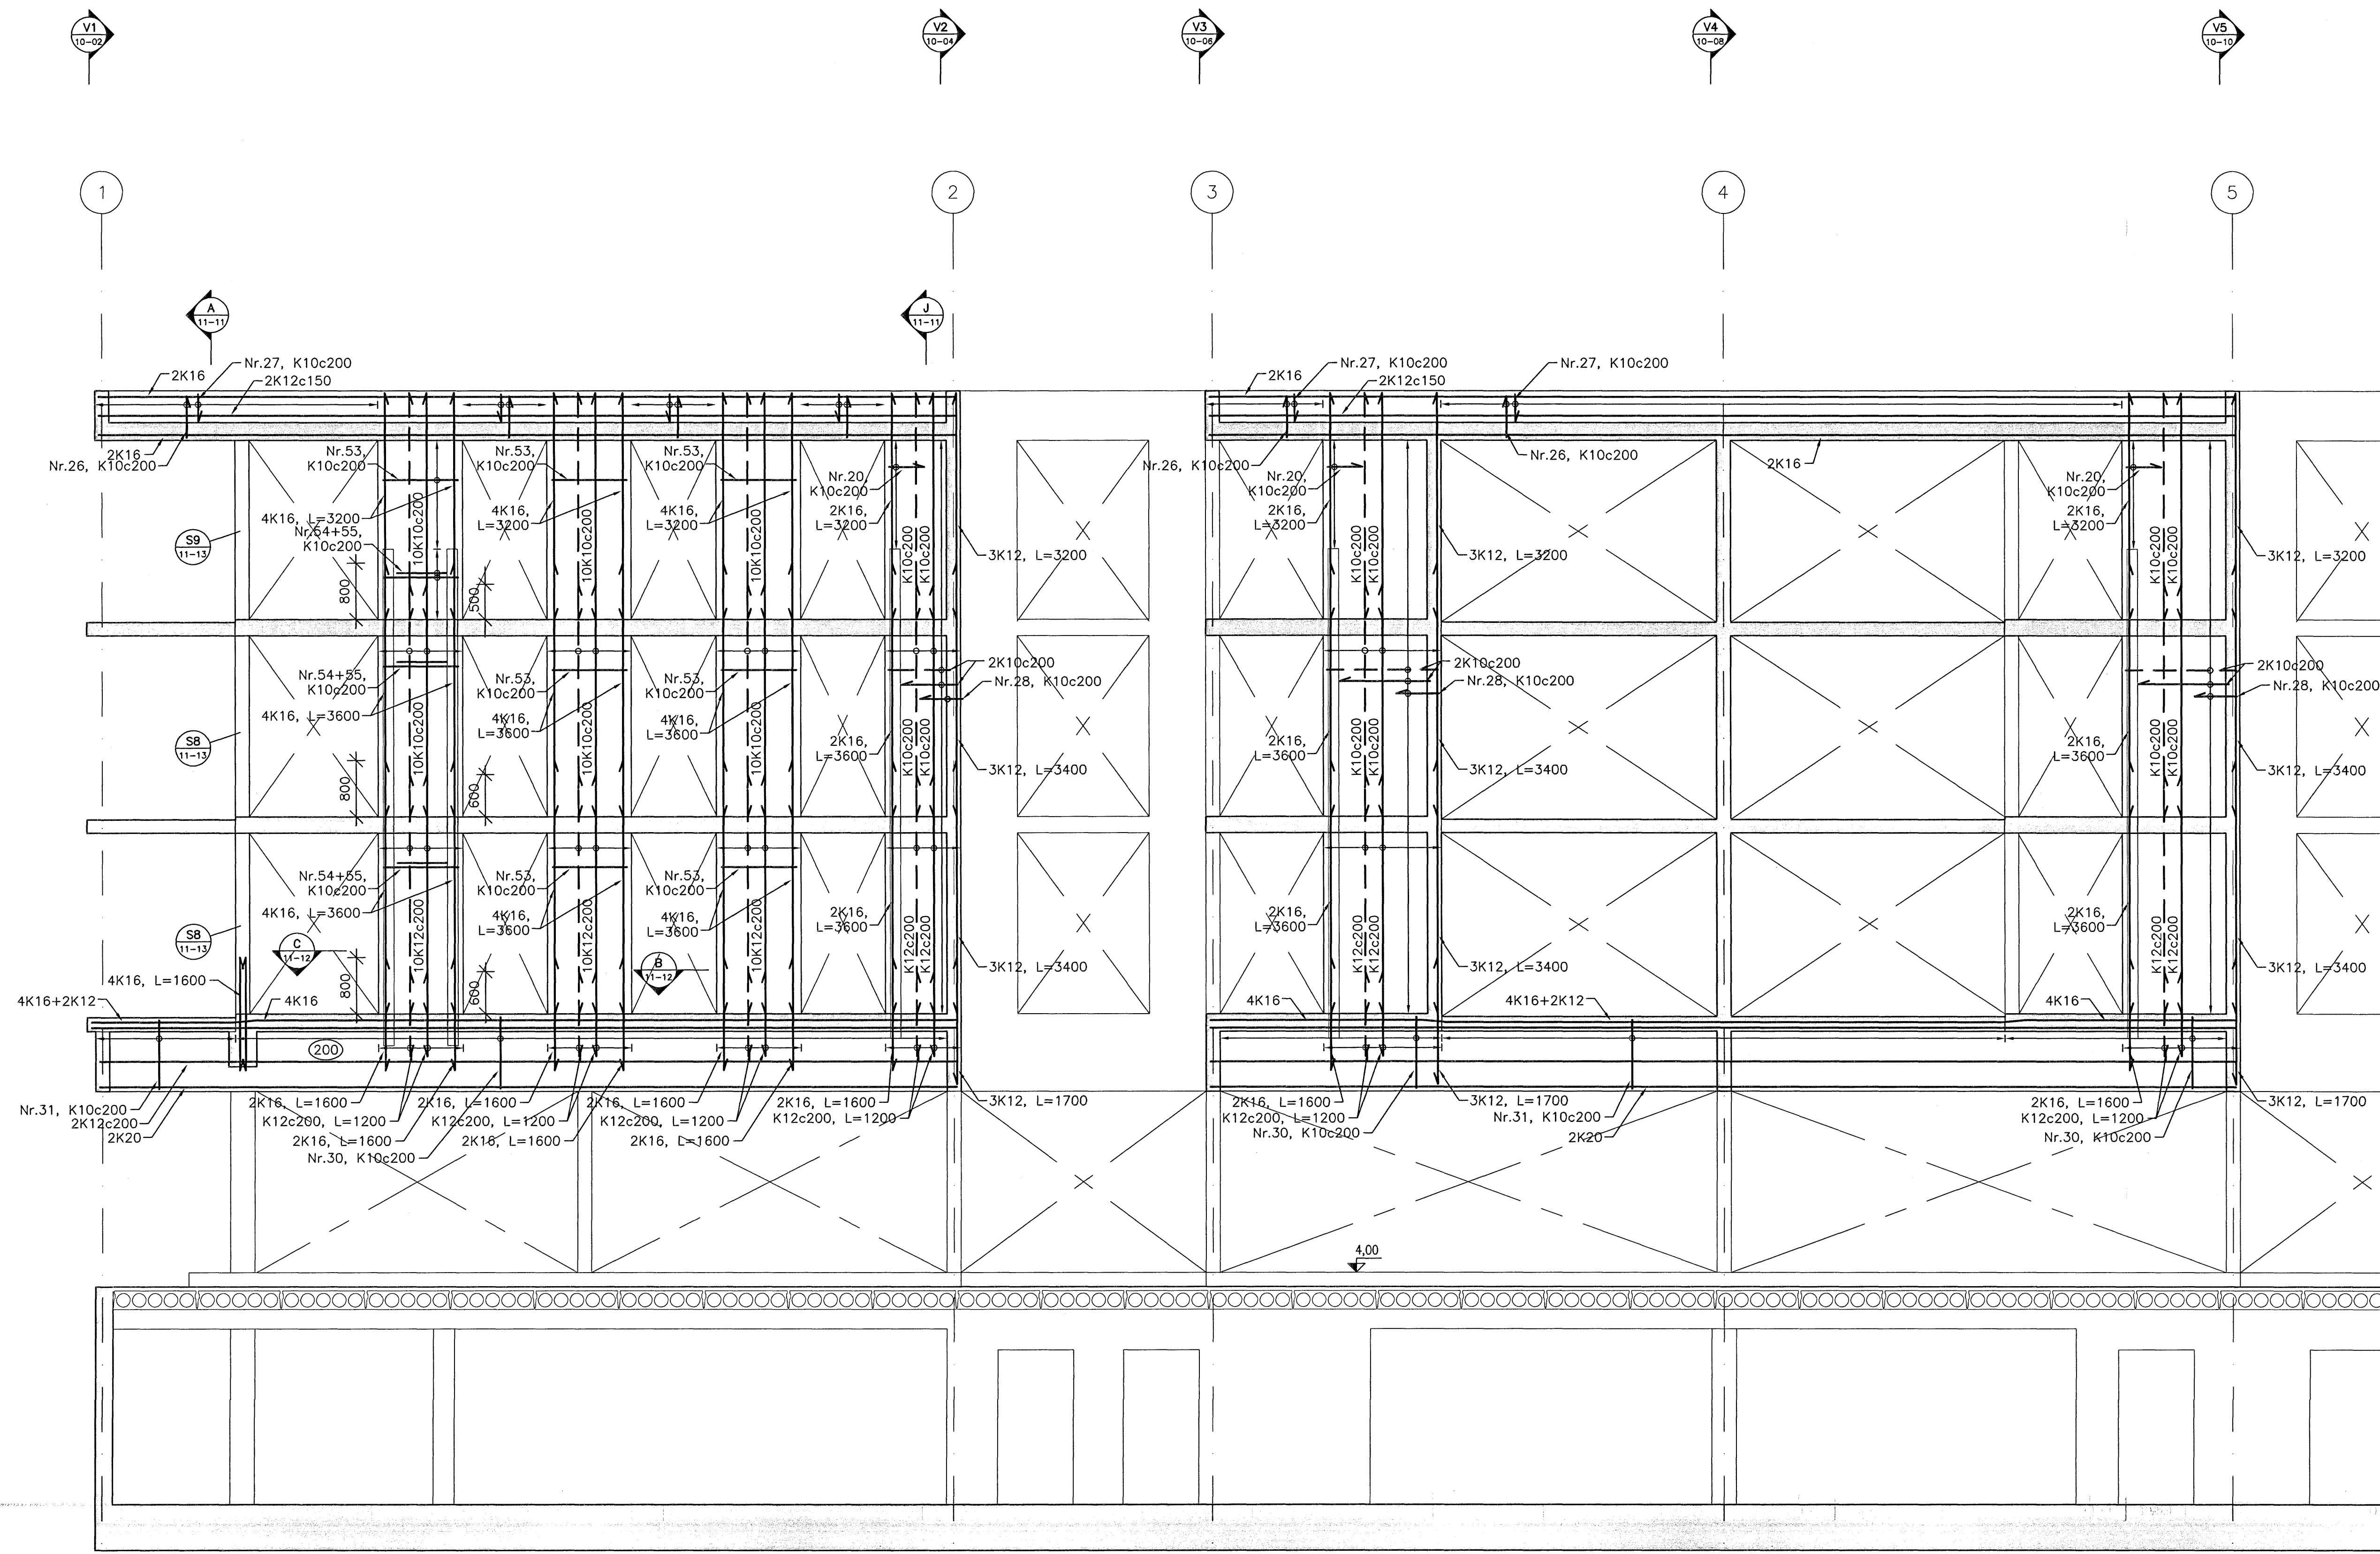 V1
10-02
V2
10-04
V3
10-06
V4
10-08
V5
10-10
1
2
3
4
5
A
11-11
J
11-11
2K16
Nr.27, K10c200
2K12c150
2K16
Nr.27, K10c200
2K12c150
Nr.27, K10c200
2K16
Nr.26, K10c200
Nr.53,
K10c200
Nr.53,
K10c200
Nr.53,
K10c200
Nr.20,
K10c200
Nr.26, K10c200
Nr.20,
K10c200
Nr.26, K10c200
2K16
Nr.20,
K10c200
4K16, L=3200
4K16,
L=3200
4K16,
L=3200
2K16,
L=3200
2K16,
L=3200
2K16,
L=3200
10K10c200
10K10c200
10K10c200
K10c200
K10c200
K10c200
K10c200
K10c200
K10c200
S9
11-13
Nr.54+55,
K10c200
3K12, L=3200
3K12, L=3200
3K12, L=3200
800
500
Nr.54+55,
K10c200
Nr.53,
K10c200
Nr.53,
K10c200
2K10c200
Nr.28, K10c200
2K10c200
Nr.28, K10c200
2K10c200
Nr.28, K10c200
4K16, L=3600
4K16,
L=3600
4K16,
L=3600
2K16,
L=3600
2K16,
L=3600
2K16,
L=3600
10K10c200
10K10c200
10K10c200
K10c200
K10c200
K10c200
K10c200
K10c200
K10c200
S8
11-13
3K12, L=3400
3K12, L=3400
3K12, L=3400
800
600
Nr.54+55,
K10c200
Nr.53,
K10c200
Nr.53,
K10c200
4K16, L=3600
4K16,
L=3600
4K16,
L=3600
2K16,
L=3600
2K16,
L=3600
2K16,
L=3600
10K12c200
10K12c200
10K12c200
K12c200
K12c200
K12c200
K12c200
K12c200
K12c200
S8
11-13
C
11-12
B
11-12
3K12, L=3400
3K12, L=3400
3K12, L=3400
800
600
4K16, L=1600
4K16+2K12
4K16
4K16
4K16+2K12
4K16
200
Nr.31, K10c200
2K12c200
2K20
2K16, L=1600
K12c200, L=1200
2K16, L=1600
Nr.30, K10c200
2K16, L=1600
K12c200, L=1200
2K16, L=1600
2K16, L=1600
K12c200, L=1200
2K16, L=1600
2K16, L=1600
K12c200, L=1200
3K12, L=1700
2K16, L=1600
K12c200, L=1200
Nr.30, K10c200
3K12, L=1700
Nr.31, K10c200
2K20
2K16, L=1600
K12c200, L=1200
Nr.30, K10c200
3K12, L=1700
4,00